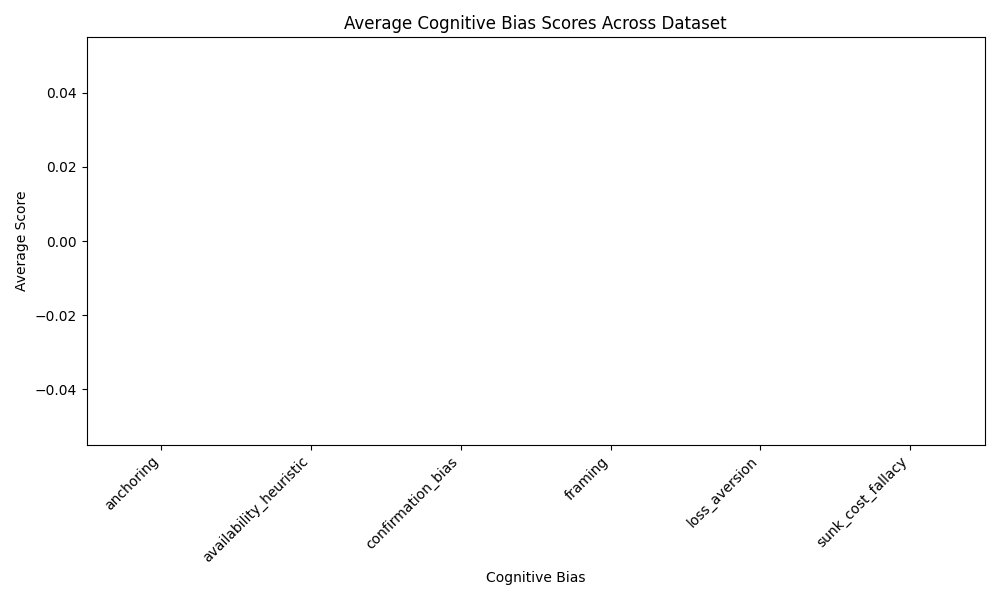 Average Cognitive Bias Scores Across Dataset
Average Score
0.04
0.02
0.00
−0.02
−0.04
anchoring
availability_heuristic
confirmation_bias
framing
loss_aversion
sunk_cost_fallacy
Cognitive Bias